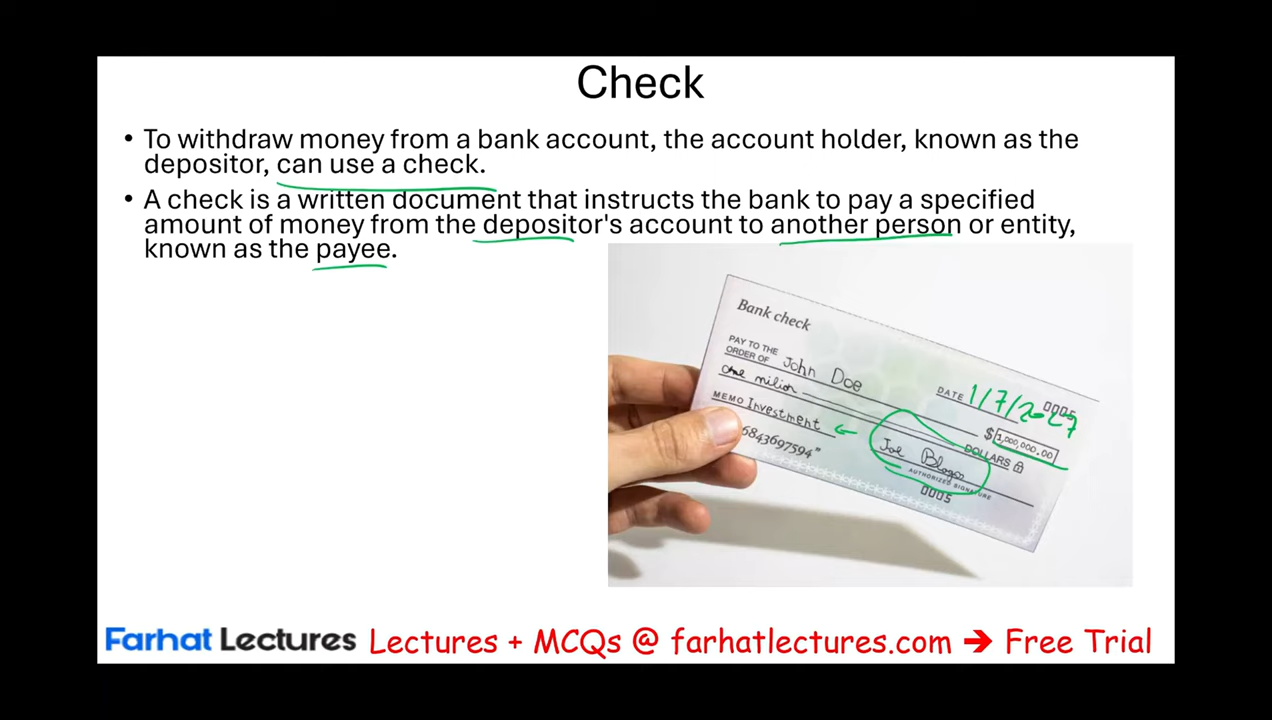 Check
• To withdraw money from a bank account, the account holder, known as the
depositor, can use a check.
• A check is a written document that instructs the bank to pay a specified
amount of money from the depositor's account to another person or entity,
known as the payee.
Bank check
PAY TO THE
ORDER OF John Doe
DATE 1/7/2027
0005
One milion
$ 1,000,000.00
DOLLARS
MEMO Investment
Joe Blogs
AUTHORIZED SIGNATURE
6843697594"
0005
Farhat Lectures Lectures + MCQs @ farhatlectures.com ➔ Free Trial